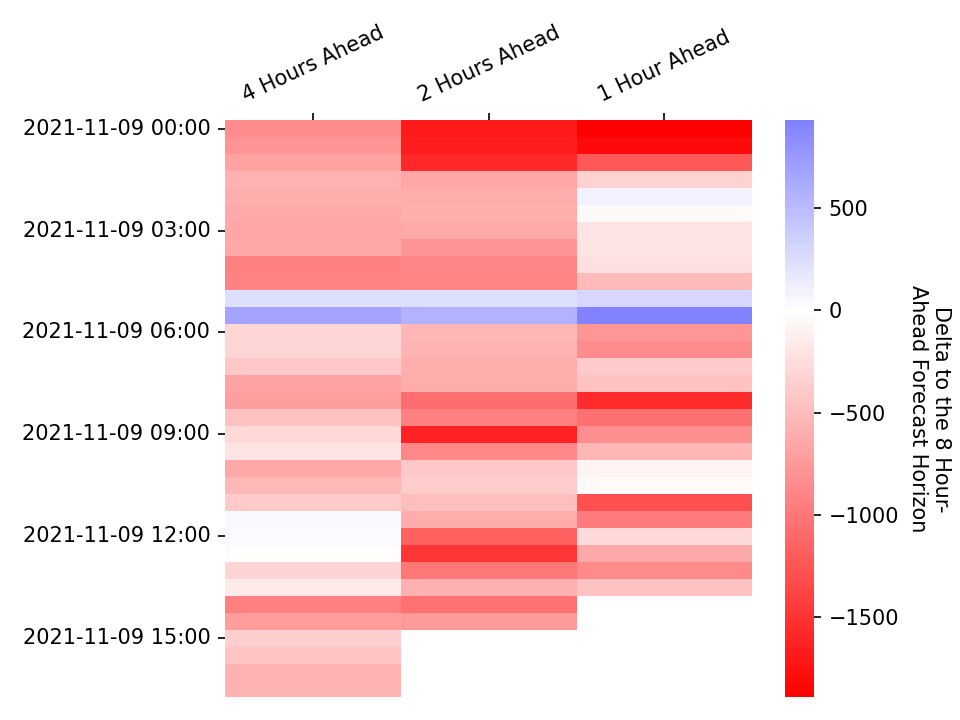 4 Hours Ahead
2 Hours Ahead
1 Hour Ahead
2021-11-09 00:00
2021-11-09 03:00
2021-11-09 06:00
2021-11-09 09:00
2021-11-09 12:00
2021-11-09 15:00
500
0
−500
−1000
−1500
Delta to the 8 Hour-
Ahead Forecast Horizon